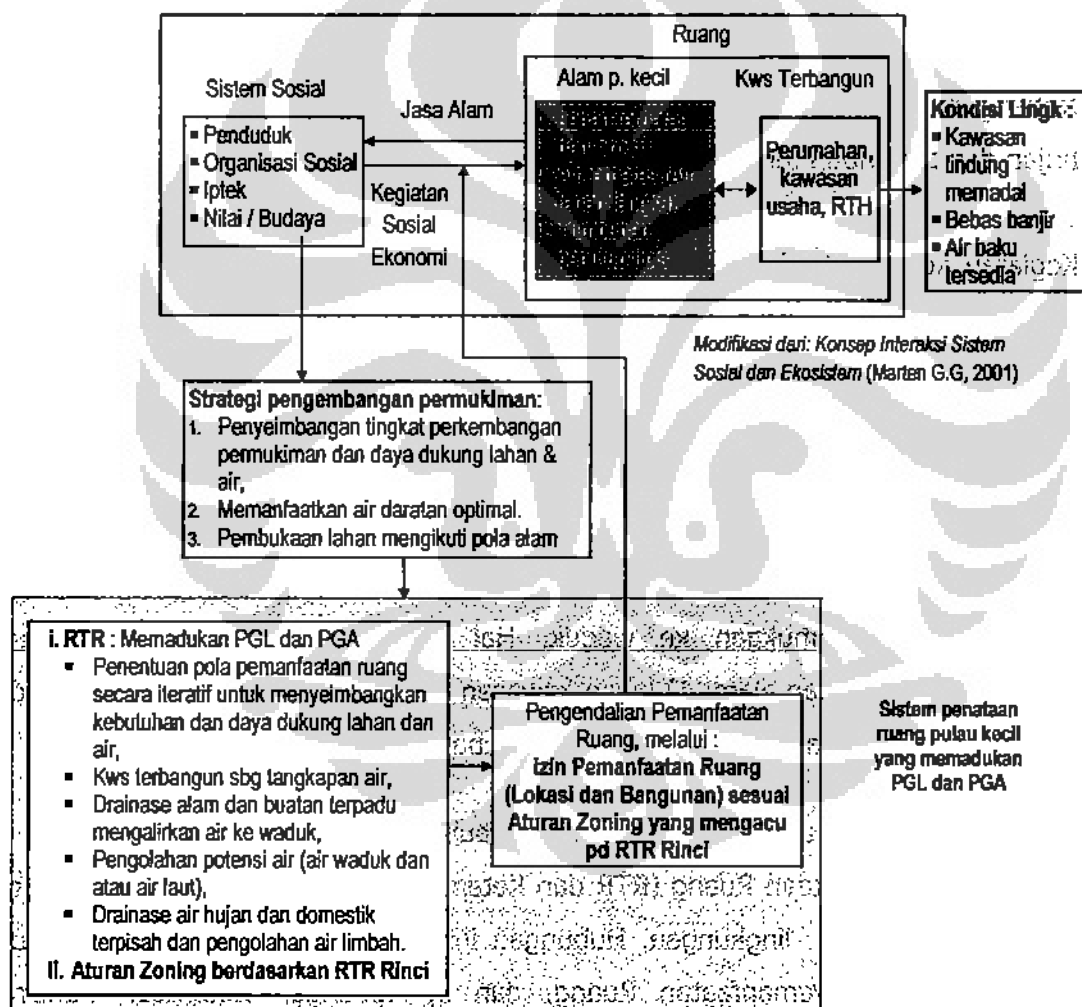 Ruang
Sistem Sosial
Penduduk
Organisasi Sosial
Iptek
Nilai / Budaya
Jasa Alam
Kegiatan
Sosial
Ekonomi
Alam p. kecil
Kws Terbangun
Perumahan,
kawasan
usaha, RTH
Kondisi Lingk :
Kawasan
lindung
memadai
Bebas banjir
Air baku
tersedia
Modifikasi dari: Konsep Interaksi Sistem
Sosial dan Ekosistem (Marten G.G, 2001)
Strategi pengembangan permukiman:
1. Penyeimbangan tingkat perkembangan
permukiman dan daya dukung lahan &
air,
2. Memanfaatkan air daratan optimal.
3. Pembukaan lahan mengikuti pola alam
i. RTR : Memadukan PGL dan PGA
Penentuan pola pemanfaatan ruang
secara iteratif untuk menyeimbangkan
kebutuhan dan daya dukung lahan dan
air,
Kws terbangun sbg tangkapan air,
Drainase alam dan buatan terpadu
mengalirkan air ke waduk,
Pengolahan potensi air (air waduk dan
atau air laut),
Drainase air hujan dan domestik
terpisah dan pengolahan air limbah.
II. Aturan Zoning berdasarkan RTR Rinci
Pengendalian Pemanfaatan
Ruang, melalui :
Izin Pemanfaatan Ruang
(Lokasi dan Bangunan) sesuai
Aturan Zoning yang mengacu
pd RTR Rinci
Sistem penataan
ruang pulau kecil
yang memadukan
PGL dan PGA